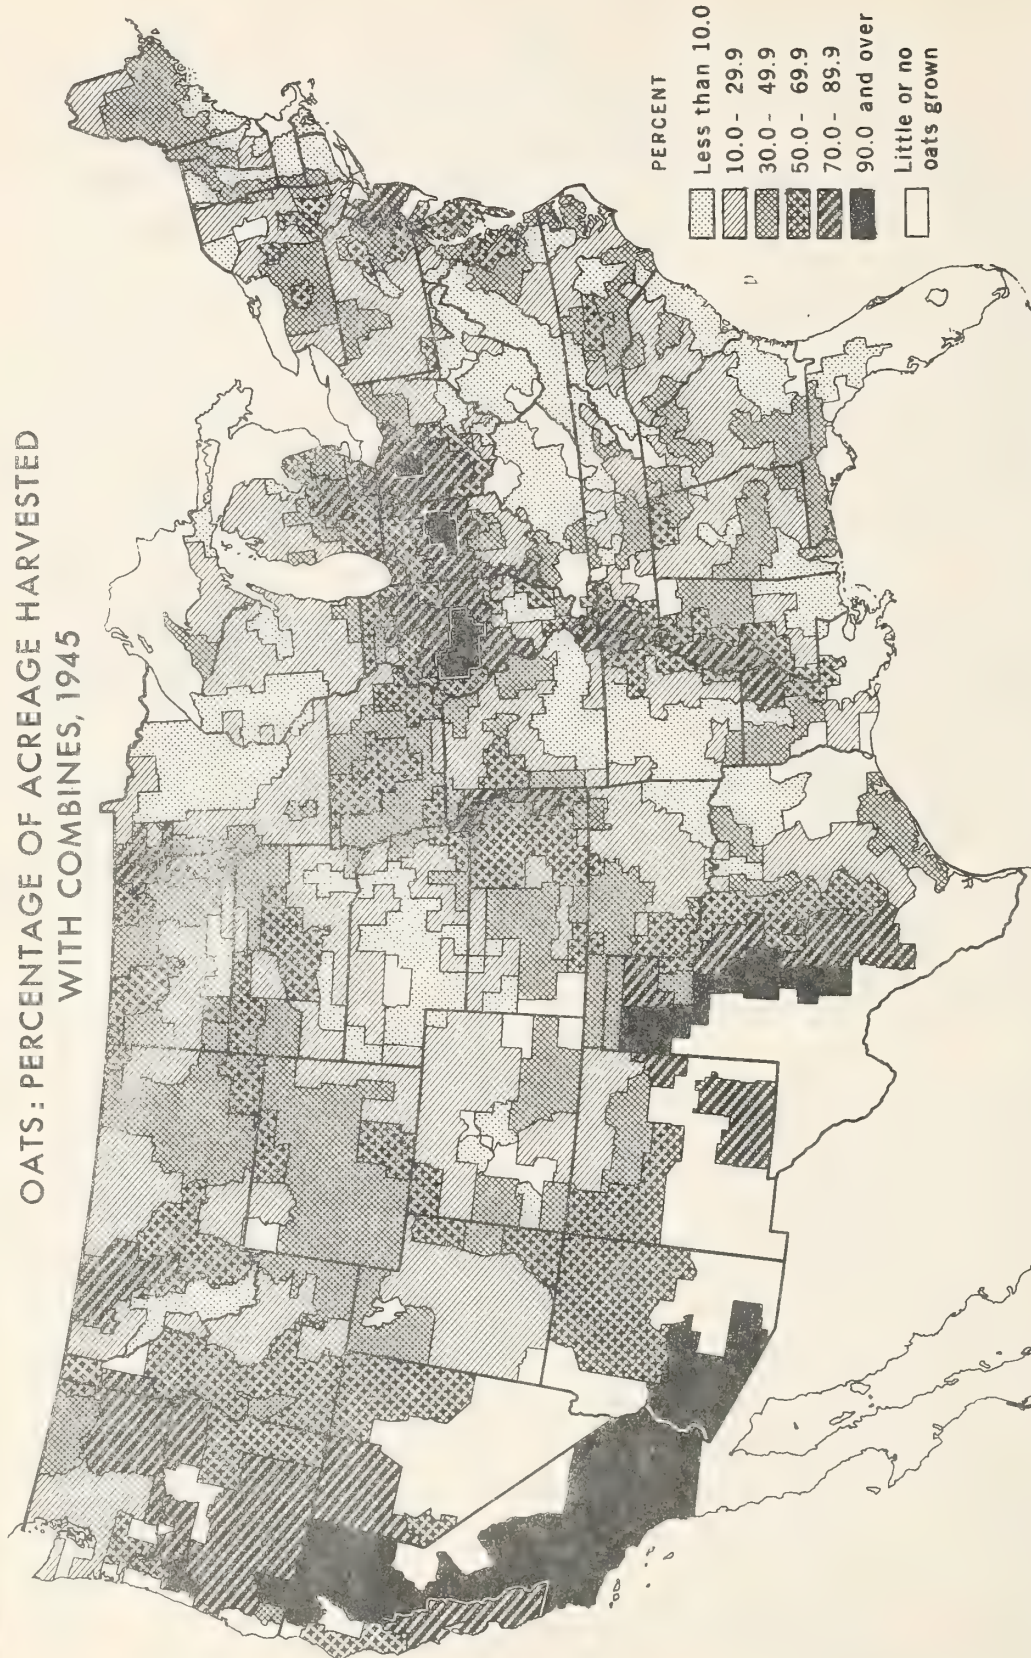 OATS: PERCENTAGE OF ACREAGE HARVESTED
WITH COMBINES, 1945
PERCENT
Less than 10.0
10.0 - 29.9
30.0 - 49.9
50.0 - 69.9
70.0 - 89.9
90.0 and over
Little or no
oats grown